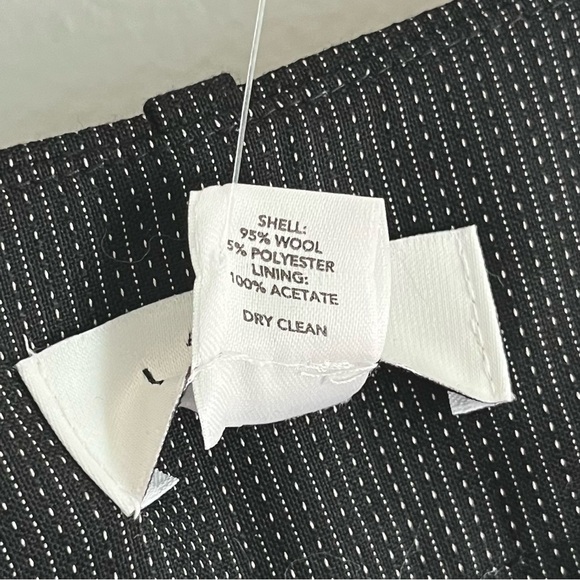 SHELL:
95% WOOL
5% POLYESTER
LINING:
100% ACETATE
DRY CLEAN